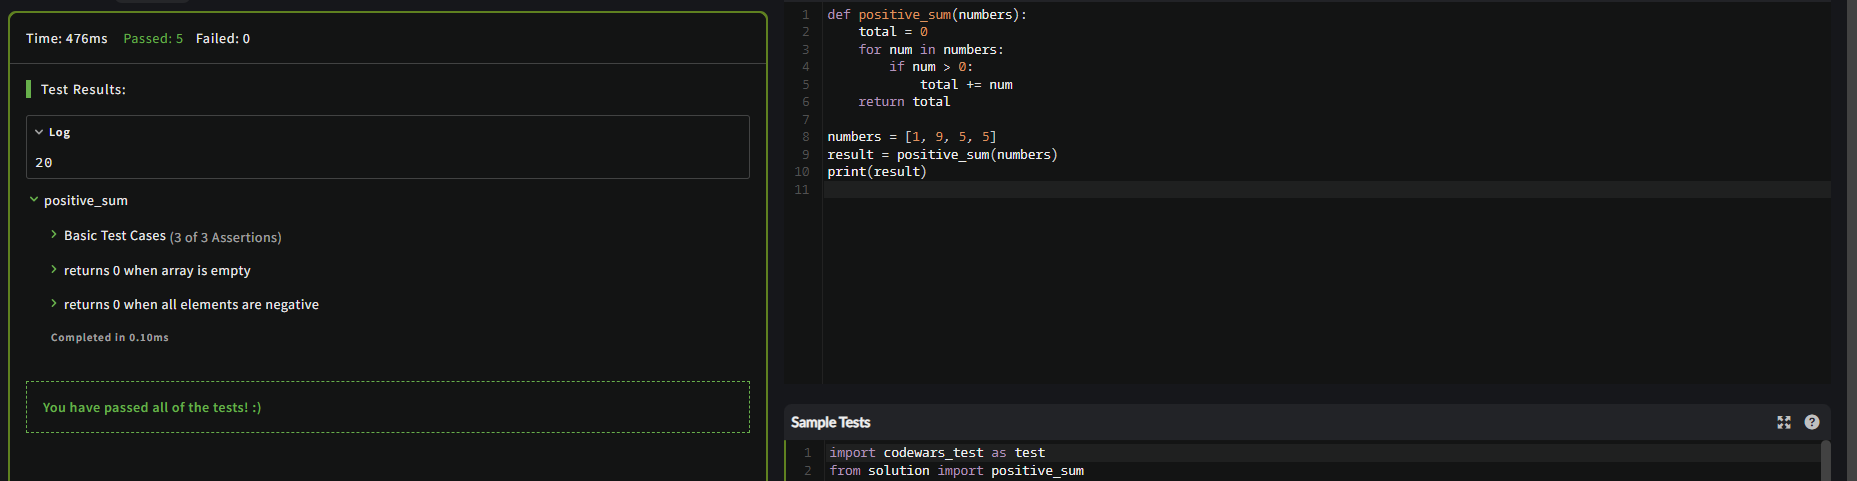 Time: 476ms Passed: 5 Failed: 0
Test Results:
Log
20
positive_sum
Basic Test Cases (3 of 3 Assertions)
returns 0 when array is empty
returns 0 when all elements are negative
Completed in 0.10ms
You have passed all of the tests! :)
1 def positive_sum(numbers):
2     total = 0
3     for num in numbers:
4         if num > 0:
5             total += num
6     return total
7
8 numbers = [1, 9, 5, 5]
9 result = positive_sum(numbers)
10 print(result)
11
Sample Tests
1 import codewars_test as test
2 from solution import positive_sum